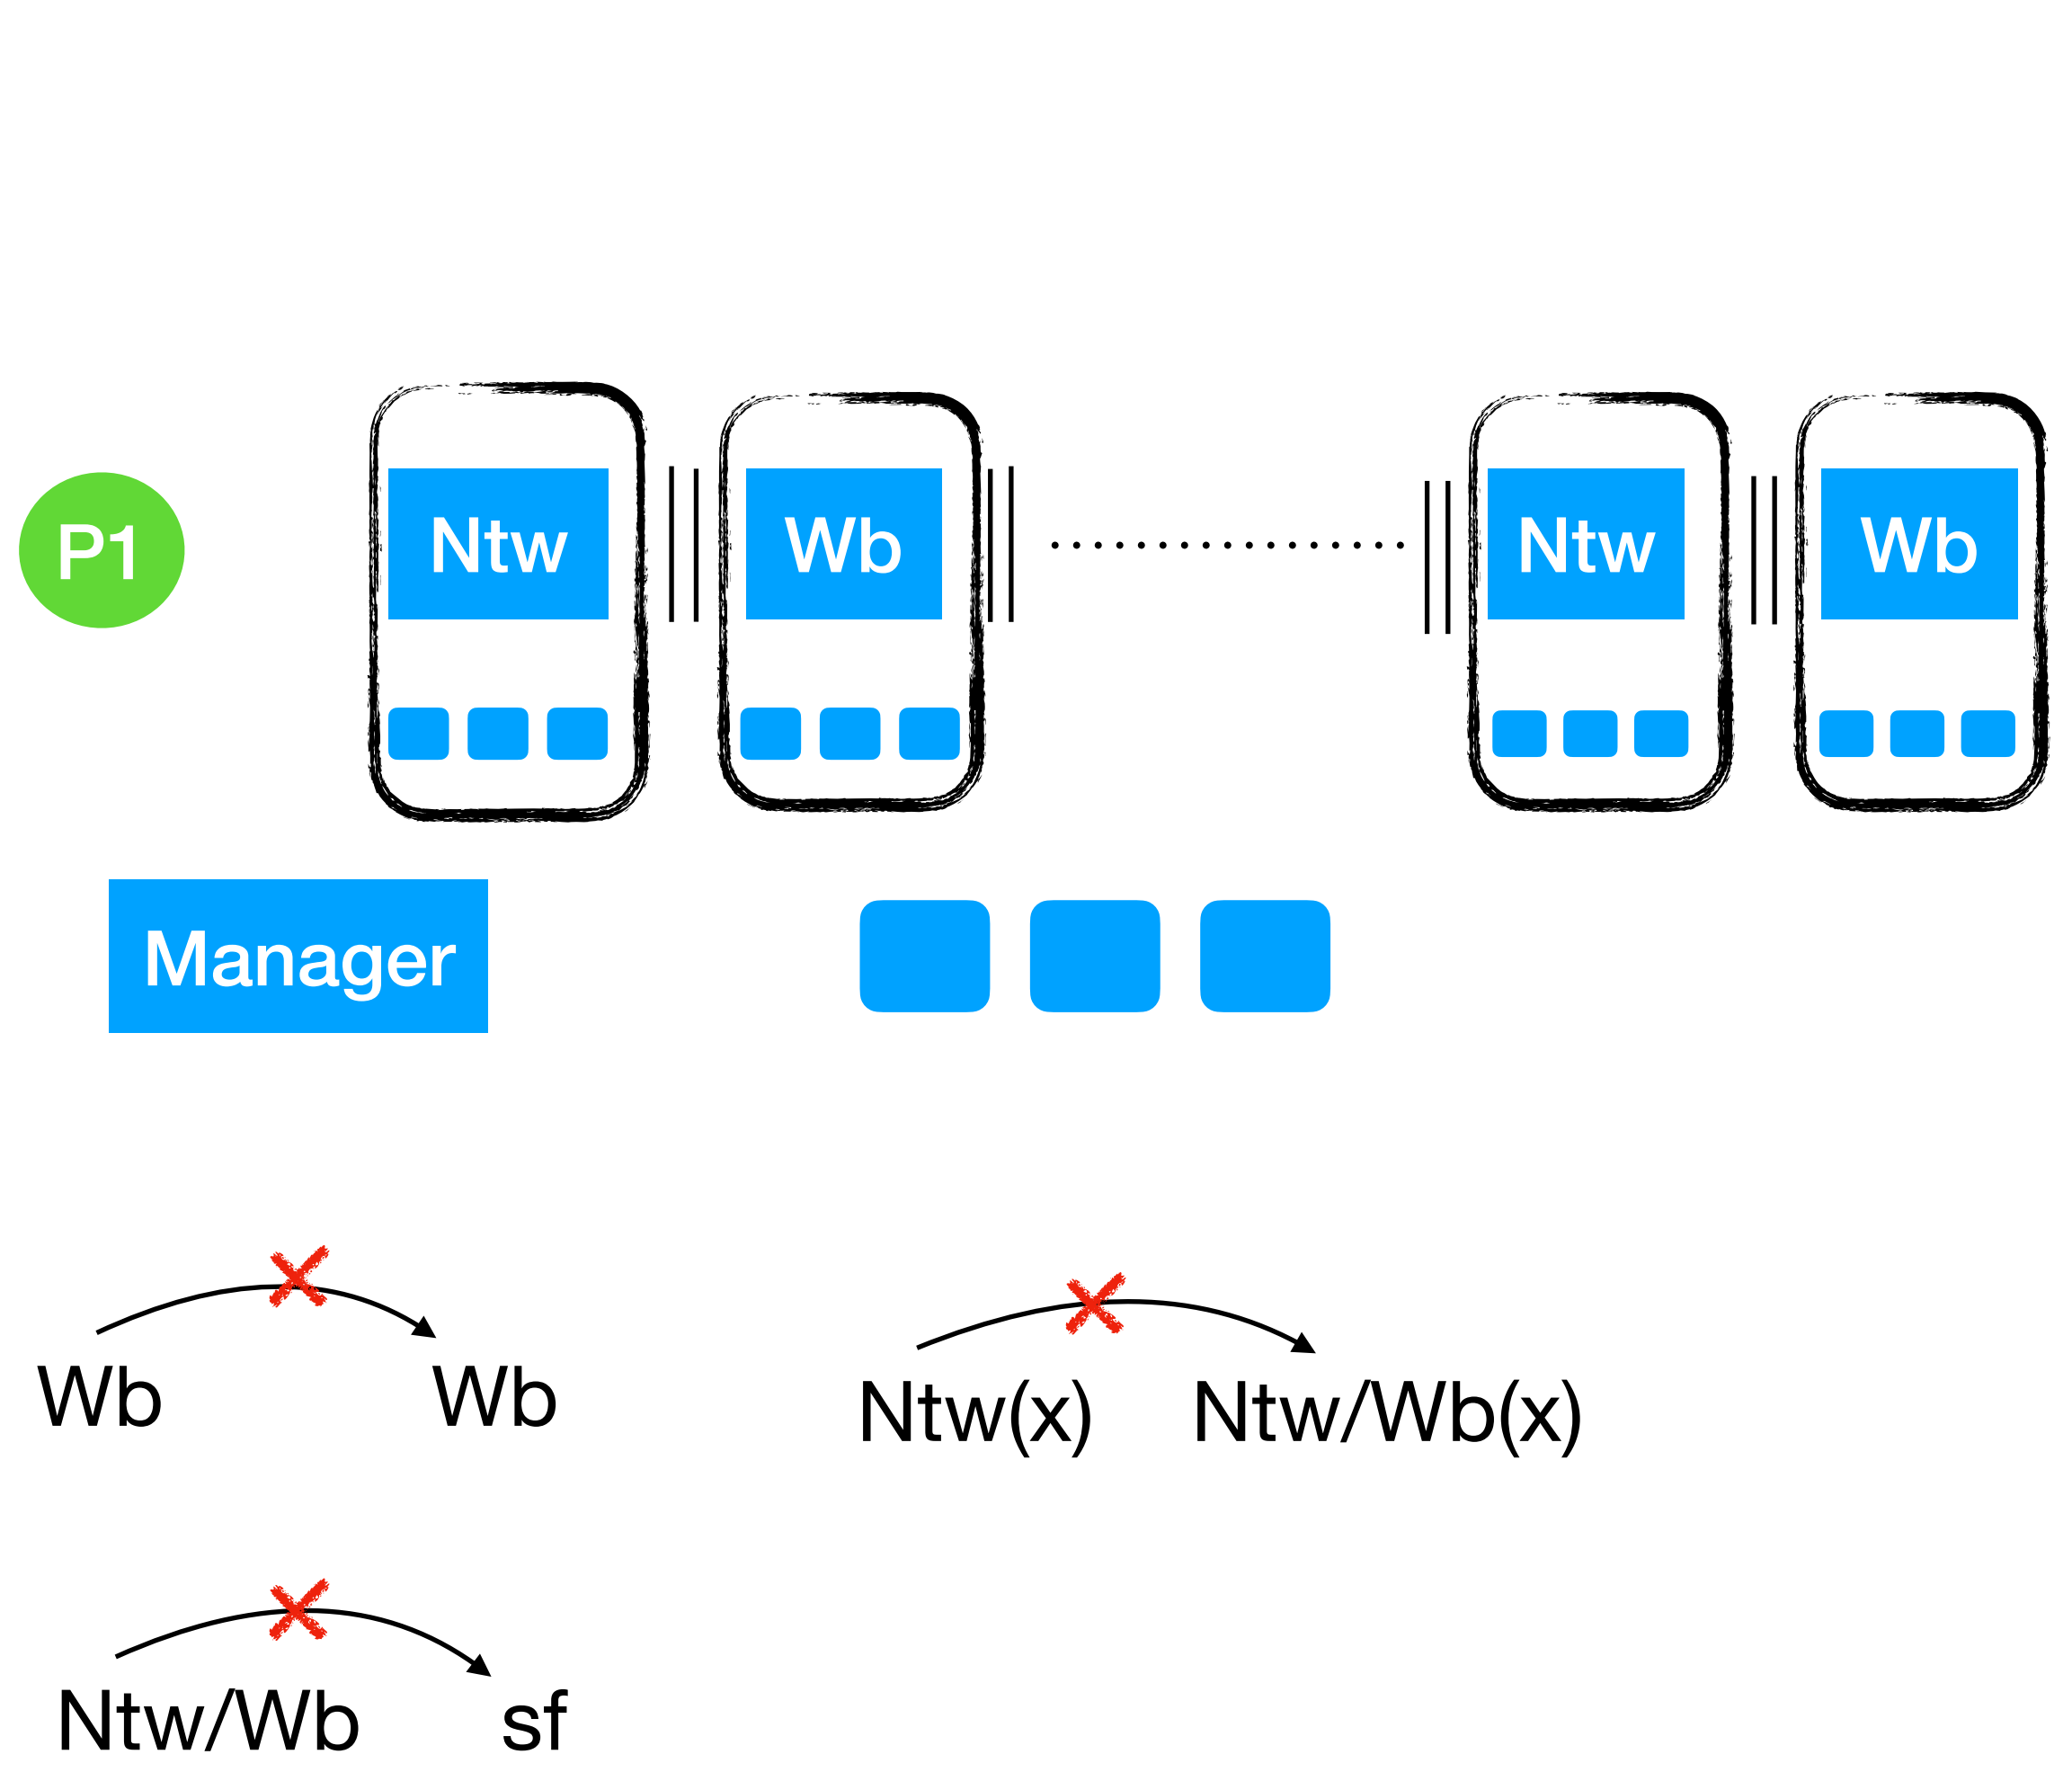 P1
Ntw
Wb
Ntw
Wb
Manager
Wb
Wb
Ntw(x)
Ntw/Wb(x)
Ntw/Wb
sf